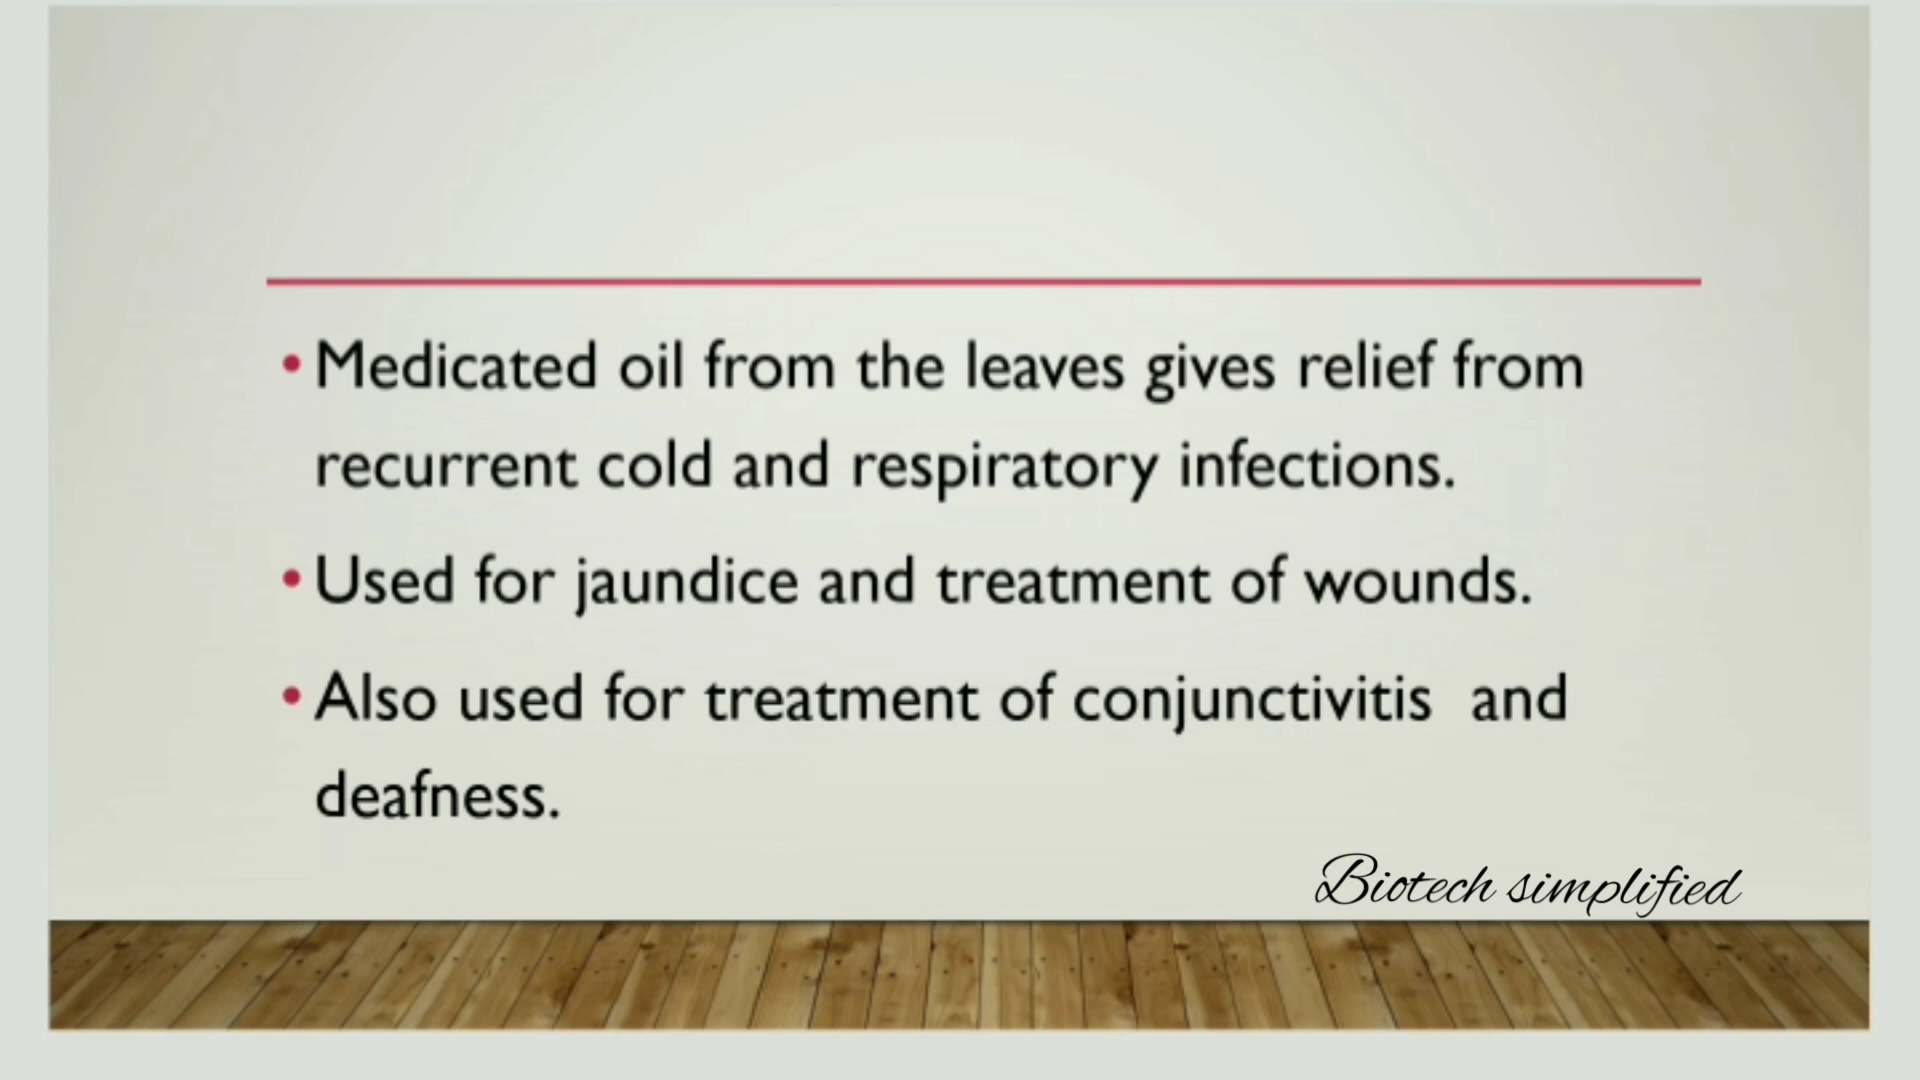 • Medicated oil from the leaves gives relief from
recurrent cold and respiratory infections.
• Used for jaundice and treatment of wounds.
• Also used for treatment of conjunctivitis  and
deafness.
Biotech simplified